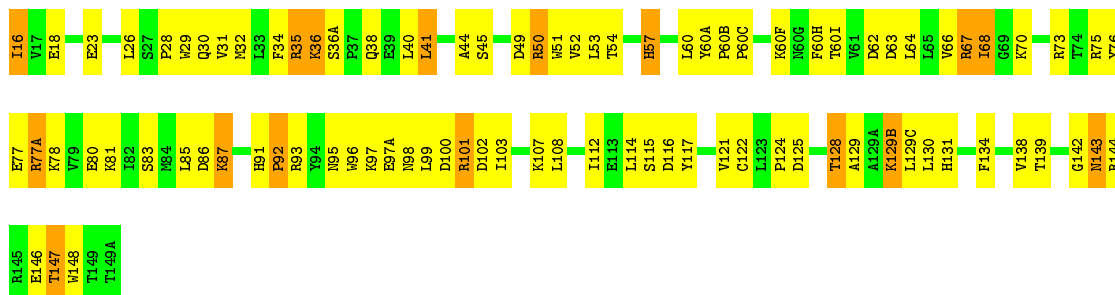 I16 V17 E18 E23 L26 S27 P28 W29 Q30 V31 M32 L33 F34 R35 K36 S36A P37 Q38 E39 L40 L41 A44 S45 D49 R50 W51 V52 L53 T54 H57 L60 Y60A P60B P60C K60F N60G F60H T60I V61 D62 D63 L64 L65 V66 R67 I68 G69 K70 R73 T74 R75 Y76
E77 R77A K78 V79 E80 K81 I82 S83 M84 L85 D86 K87 H91 P92 R93 Y94 N95 W96 K97 E97A N98 L99 D100 R101 D102 I103 K107 L108 I112 E113 L114 S115 D116 Y117 V121 C122 L123 P124 D125 T128 A129 A129A K129B L129C L130 H131 F134 V138 T139 G142 N143 R144
R145 E146 T147 W148 T149 T149A